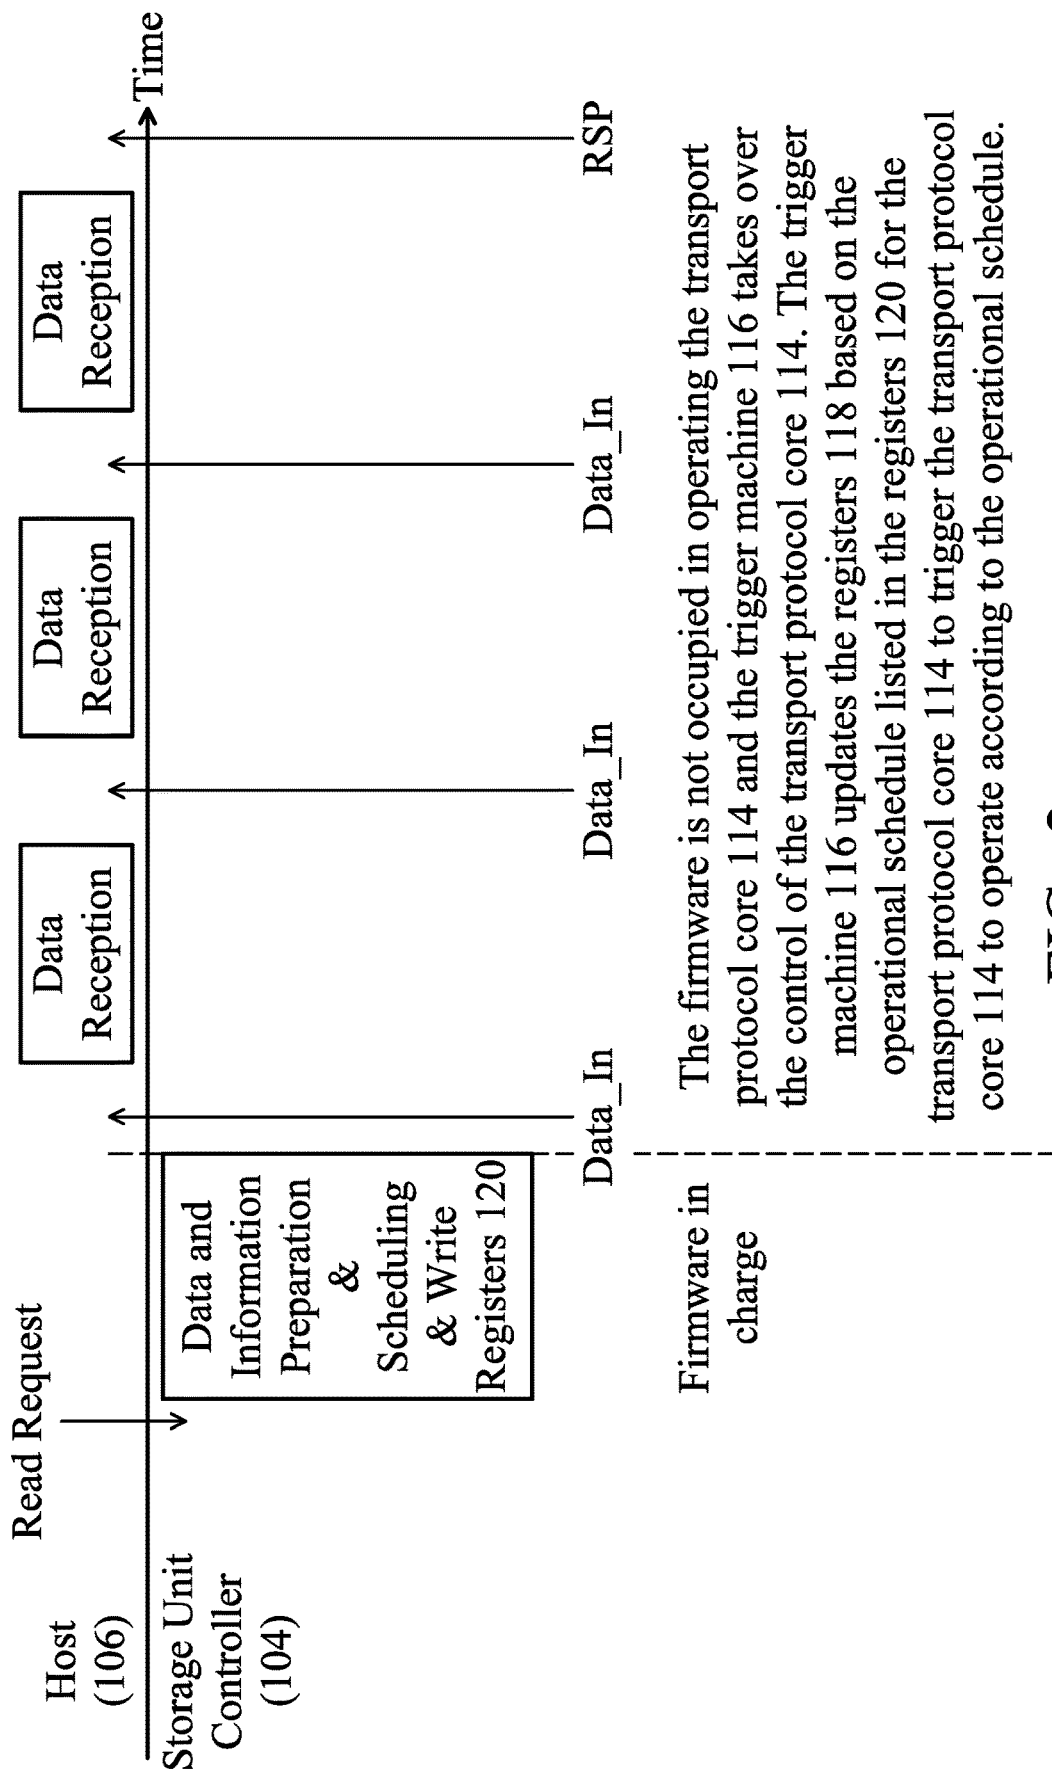 Read Request
Data
Reception
Data
Reception
Data
Reception
Host
(106)
Time
Storage Unit
Controller
(104)
Data and
Information
Preparation
&
Scheduling
& Write
Registers 120
Data_In
Data_In
Data_In
RSP
Firmware in
charge
The firmware is not occupied in operating the transport
protocol core 114 and the trigger machine 116 takes over
the control of the transport protocol core 114. The trigger
machine 116 updates the registers 118 based on the
operational schedule listed in the registers 120 for the
transport protocol core 114 to trigger the transport protocol
core 114 to operate according to the operational schedule.